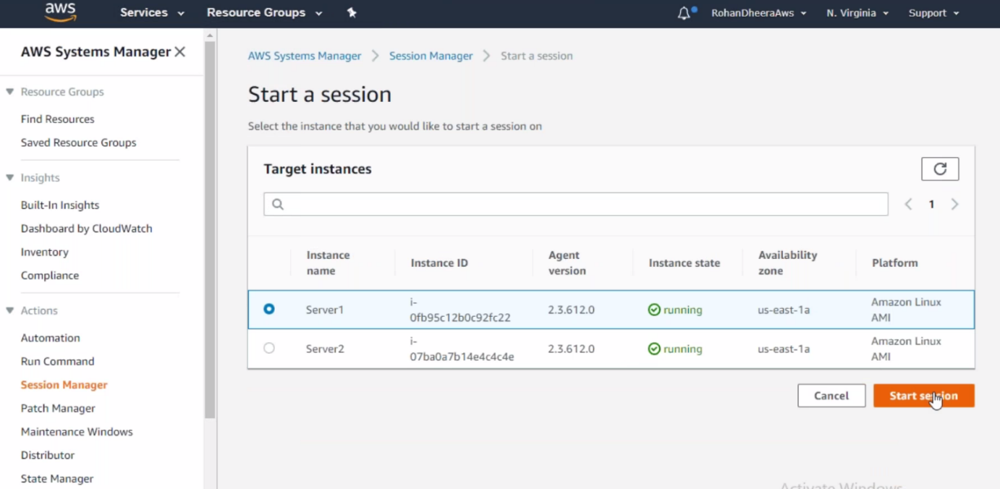 aws Services Resource Groups RohanDheeraAws N. Virginia Support
AWS Systems Manager
Resource Groups
Find Resources
Saved Resource Groups
Insights
Built-In Insights
Dashboard by CloudWatch
Inventory
Compliance
Actions
Automation
Run Command
Session Manager
Patch Manager
Maintenance Windows
Distributor
State Manager
AWS Systems Manager > Session Manager > Start a session
Start a session
Select the instance that you would like to start a session on
Target instances
1
Instance name
Instance ID
Agent version
Instance state
Availability zone
Platform
Server1
i-
0fb95c12b0c92fc22
2.3.612.0
running
us-east-1a
Amazon Linux
AMI
Server2
i-
07ba0a7b14e4c4c4e
2.3.612.0
running
us-east-1a
Amazon Linux
AMI
Cancel
Start session
Activate Windows